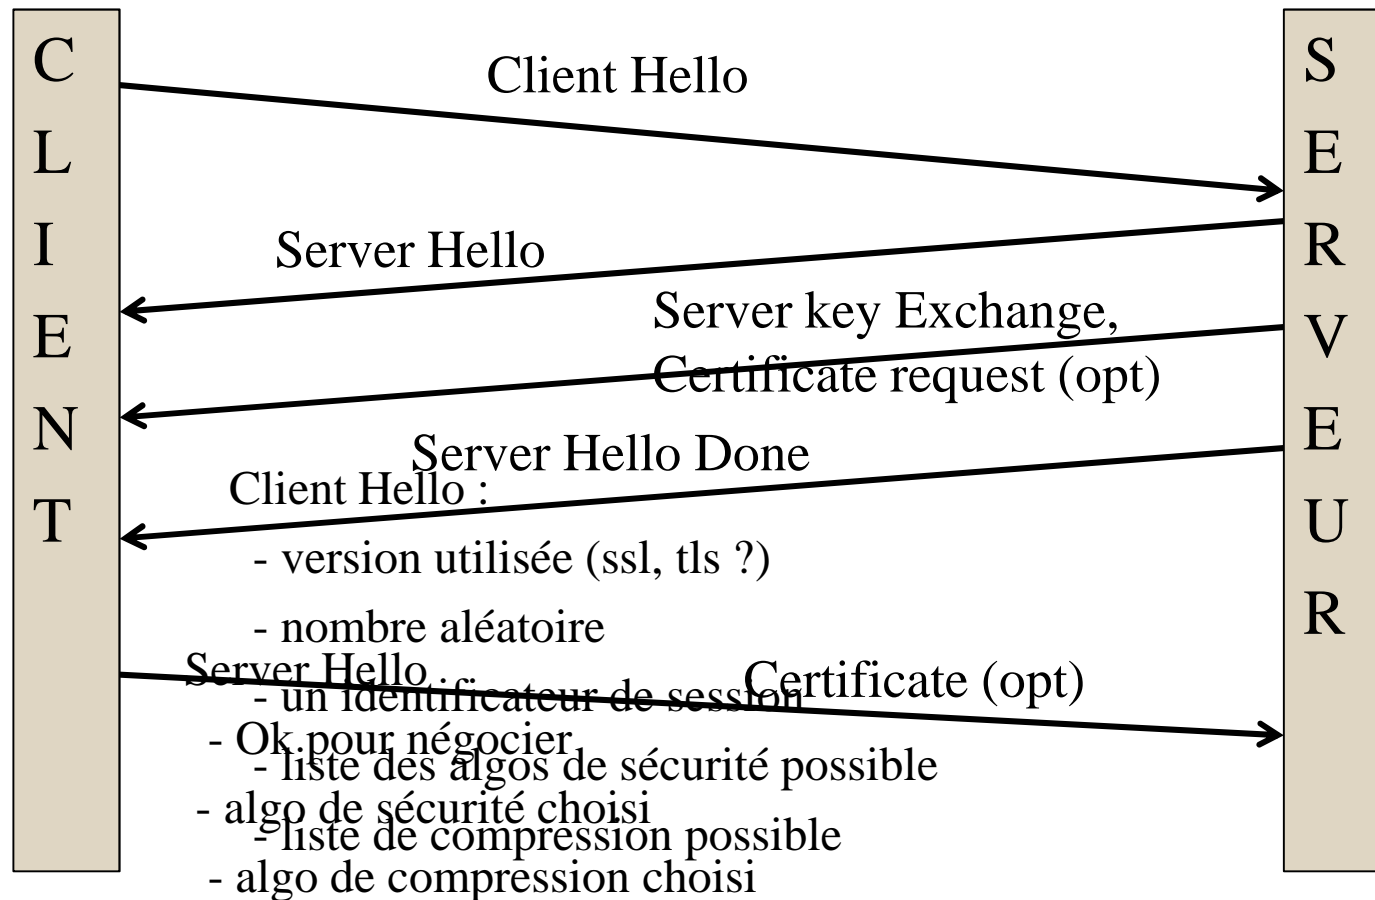 C
L
I
E
N
T
S
E
R
V
E
U
R
Client Hello
Server Hello
Server key Exchange,
Certificate request (opt)
Server Hello Done
Client Hello :
- version utilisée (ssl, tls ?)
- nombre aléatoire
- un identificateur de session
- liste des algos de sécurité possible
- liste de compression possible
Server Hello
- Ok pour négocier
- algo de sécurité choisi
- algo de compression choisi
Certificate (opt)